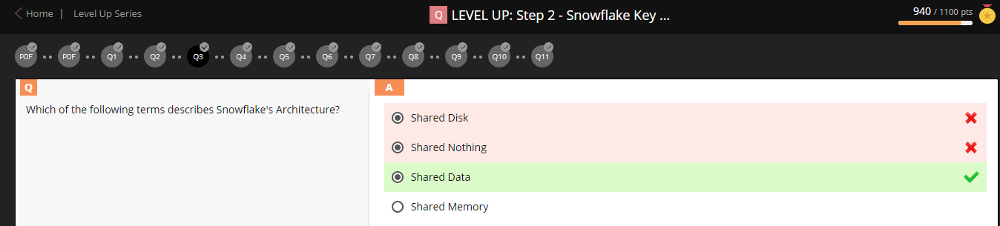 Home | Level Up Series
Q LEVEL UP: Step 2 - Snowflake Key ...
940 / 1100 pts
PDF PDF Q1 Q2 Q3 Q4 Q5 Q6 Q7 Q8 Q9 Q10 Q11
Q
Which of the following terms describes Snowflake's Architecture?
A
Shared Disk
Shared Nothing
Shared Data
Shared Memory